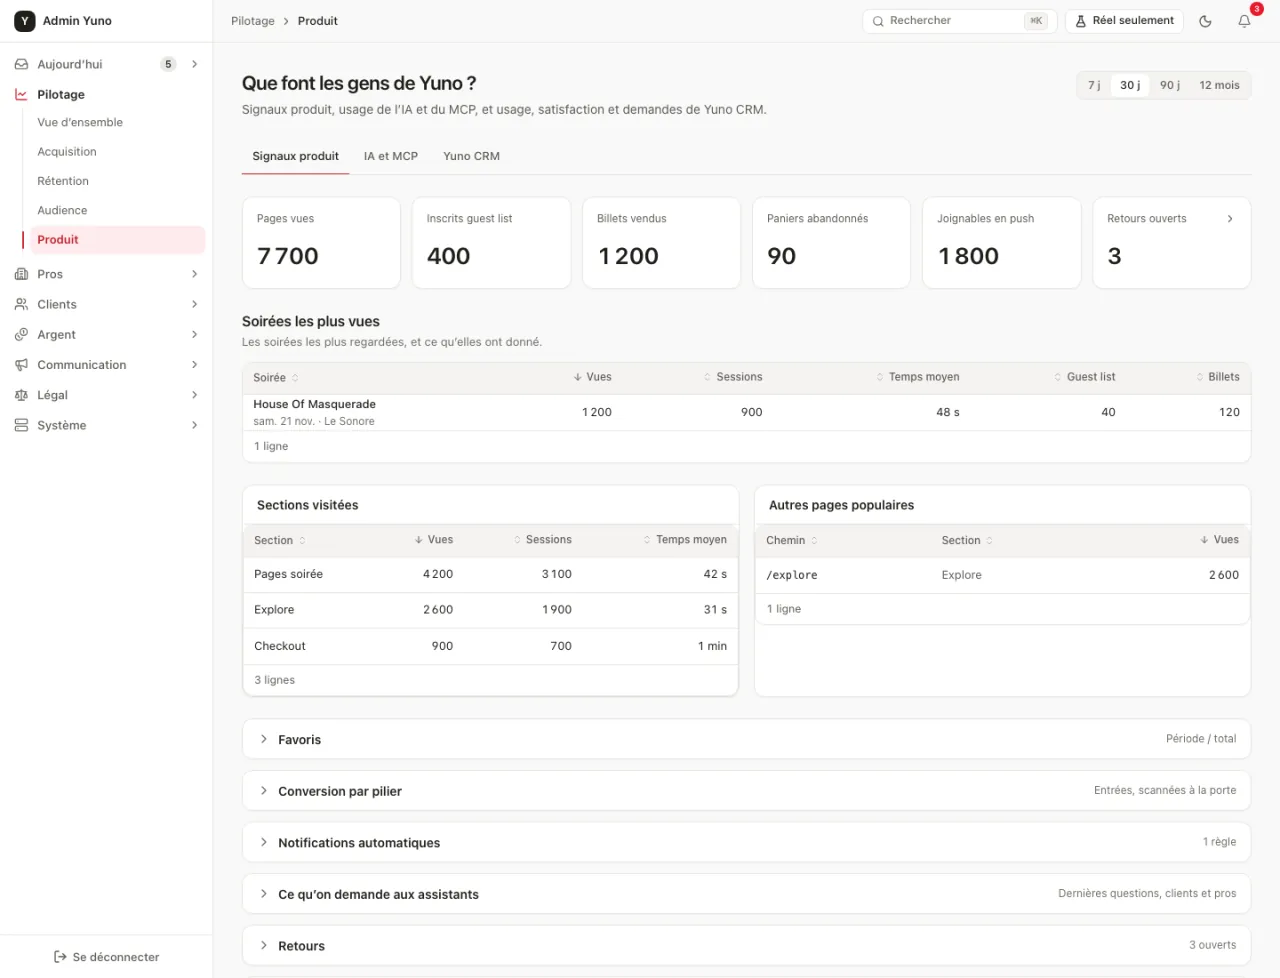 Y Admin Yuno
Pilotage > Produit
Rechercher ⌘K
Réel seulement
3
Aujourd'hui 5
Pilotage
Vue d'ensemble
Acquisition
Rétention
Audience
Produit
Pros
Clients
Argent
Communication
Légal
Système
Se déconnecter
Que font les gens de Yuno ?
Signaux produit, usage de l'IA et du MCP, et usage, satisfaction et demandes de Yuno CRM.
7 j 30 j 90 j 12 mois
Signaux produit IA et MCP Yuno CRM
Pages vues
7 700
Inscrits guest list
400
Billets vendus
1 200
Paniers abandonnés
90
Joignables en push
1 800
Retours ouverts
3
Soirées les plus vues
Les soirées les plus regardées, et ce qu'elles ont donné.
Soirée Vues Sessions Temps moyen Guest list Billets
House Of Masquerade 1 200 900 48 s 40 120
sam. 21 nov. · Le Sonore
1 ligne
Sections visitées
Section Vues Sessions Temps moyen
Pages soirée 4 200 3 100 42 s
Explore 2 600 1 900 31 s
Checkout 900 700 1 min
3 lignes
Autres pages populaires
Chemin Section Vues
/explore Explore 2 600
1 ligne
Favoris Période / total
Conversion par pilier Entrées, scannées à la porte
Notifications automatiques 1 règle
Ce qu'on demande aux assistants Dernières questions, clients et pros
Retours 3 ouverts